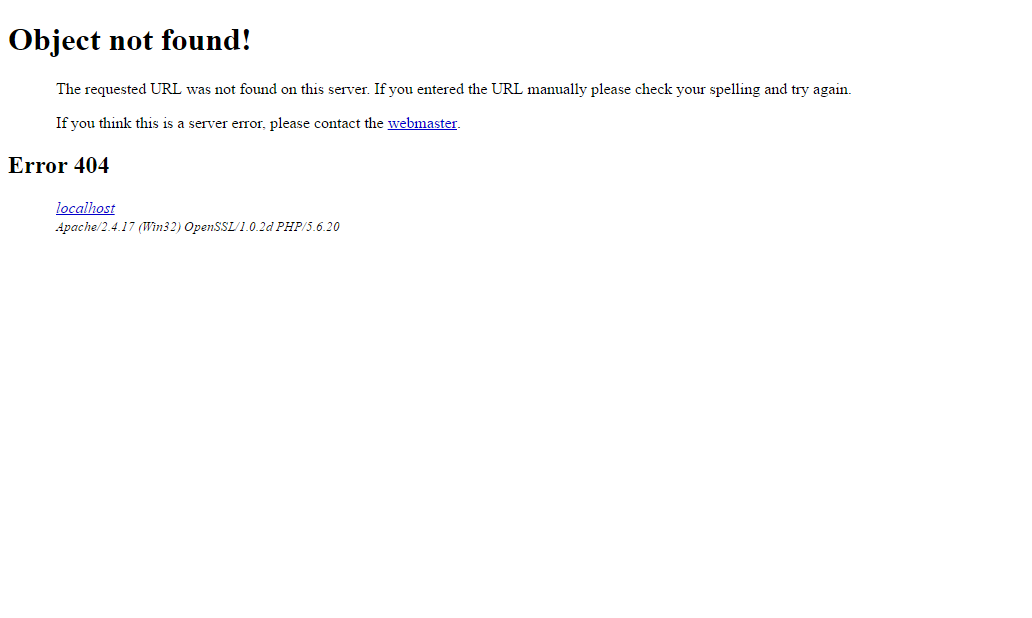 Object not found!
The requested URL was not found on this server. If you entered the URL manually please check your spelling and try again.
If you think this is a server error, please contact the webmaster.
Error 404
localhost
Apache/2.4.17 (Win32) OpenSSL/1.0.2d PHP/5.6.20